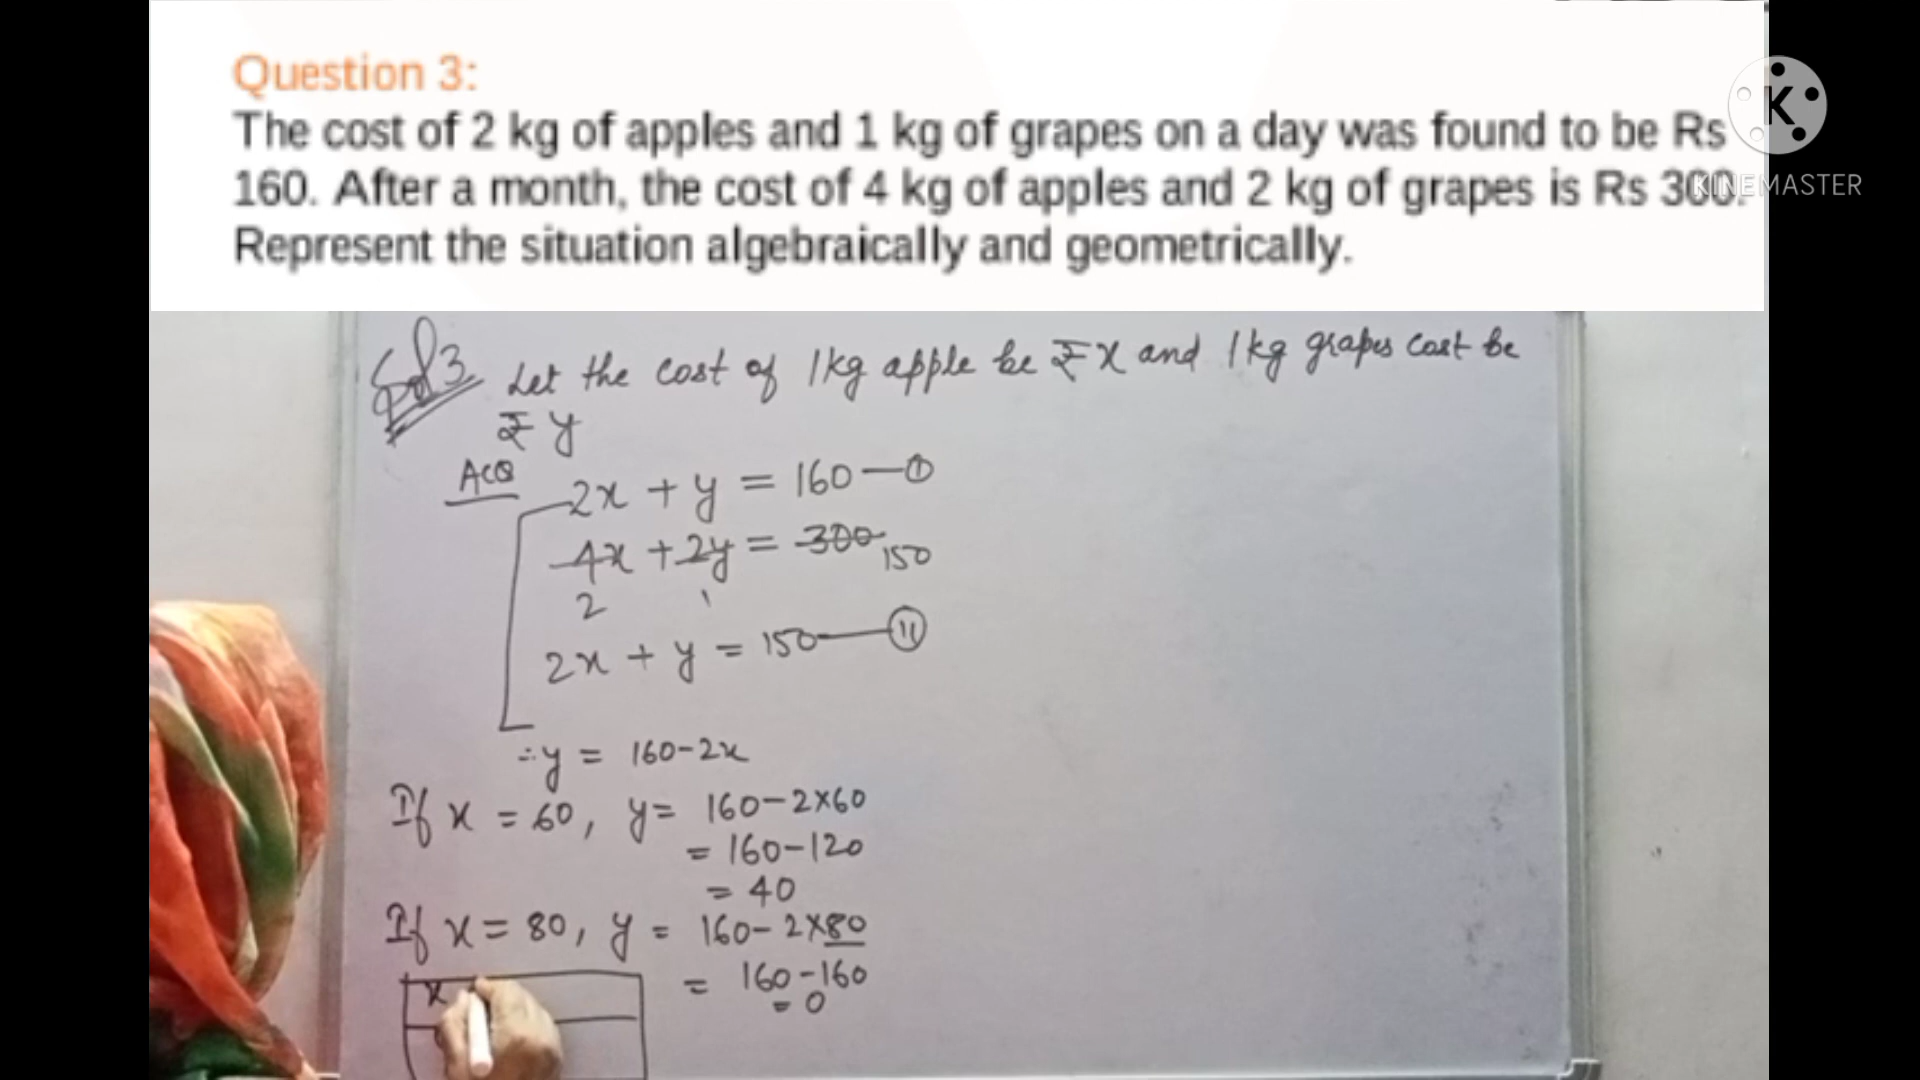 Question 3:
The cost of 2 kg of apples and 1 kg of grapes on a day was found to be Rs
160. After a month, the cost of 4 kg of apples and 2 kg of grapes is Rs 300.
Represent the situation algebraically and geometrically.
K
KINEMASTER
Sol 3 Let the cost of 1kg apple be ₹ x and 1kg grapes cost be
₹ y
ACQ
2x + y = 160 — ①
4x + 2y = 300 150
2 1
2x + y = 150 — ⑪
∴ y = 160-2x
If x = 60, y = 160-2×60
= 160-120
= 40
If x = 80, y = 160-2×80
= 160-160
= 0
x